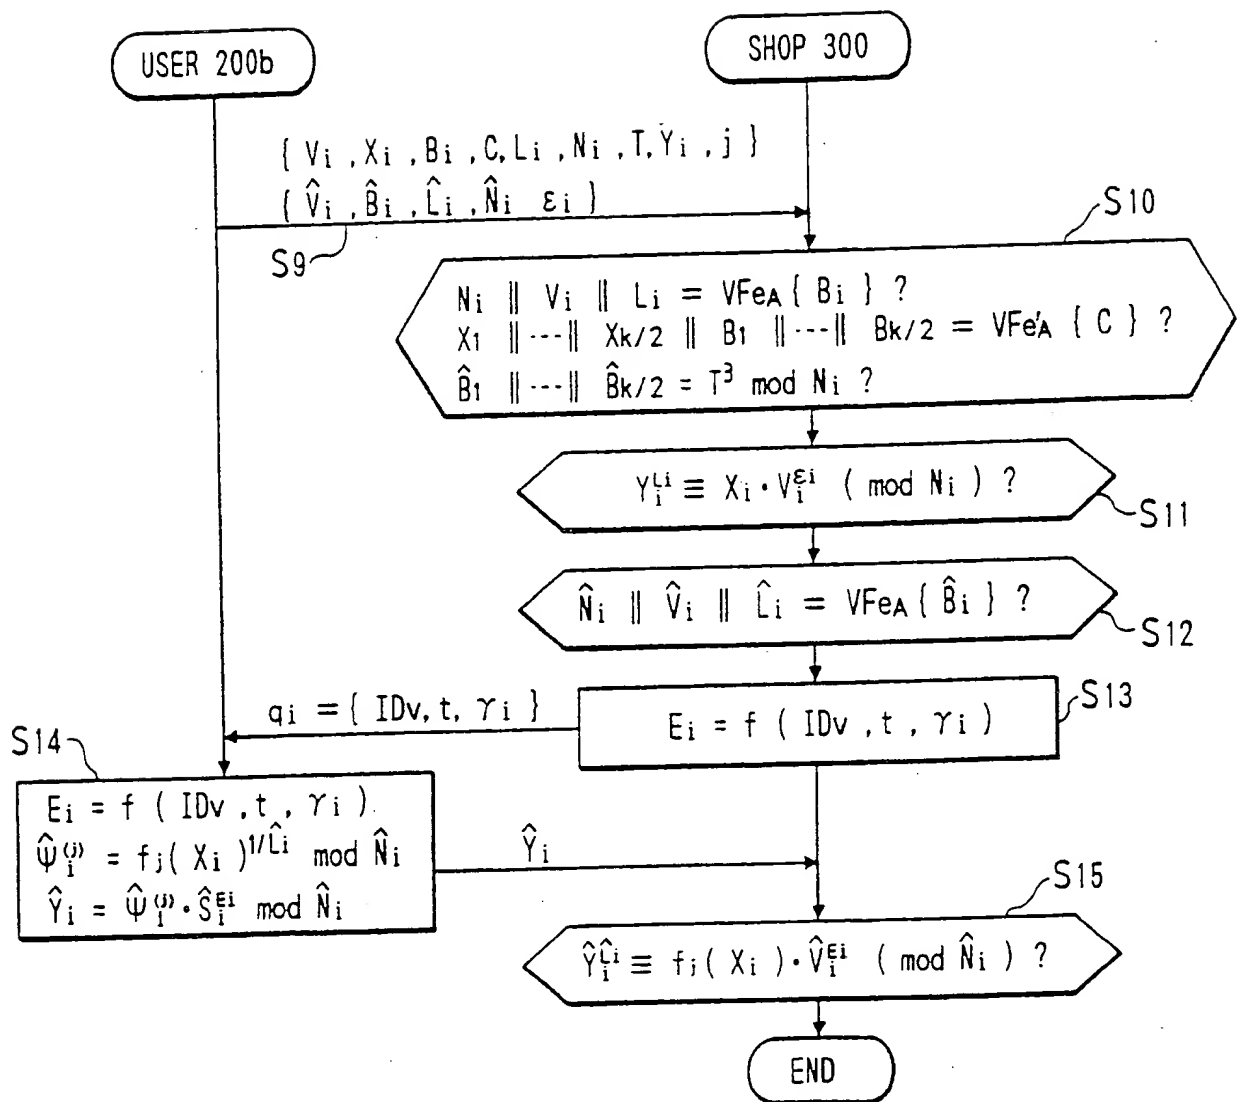 USER 200b
SHOP 300
{ Vi , Xi , Bi , C, Li , Ni , T, Yi , j }
{ V̂i , B̂i , L̂i , N̂i εi }
S9
S10
Ni ‖ Vi ‖ Li = VFeA { Bi } ?
X1 ‖ --- ‖ Xk/2 ‖ B1 ‖ --- ‖ Bk/2 = VFe'A { C } ?
B̂1 ‖ --- ‖ B̂k/2 = T³ mod Ni ?
Yi^Li ≡ Xi · Vi^εi ( mod Ni ) ?
S11
N̂i ‖ V̂i ‖ L̂i = VFeA { B̂i } ?
S12
qi = { IDv, t, γi }
Ei = f ( IDv , t , γi )
S13
S14
Ei = f ( IDv , t , γi )
Ψ̂i^(j) = fj( Xi )^1/L̂i mod N̂i
Ŷi = Ψ̂i^(j) · Ŝi^Ei mod N̂i
Ŷi
S15
Ŷi^L̂i ≡ fj( Xi ) · V̂i^Ei ( mod N̂i ) ?
END